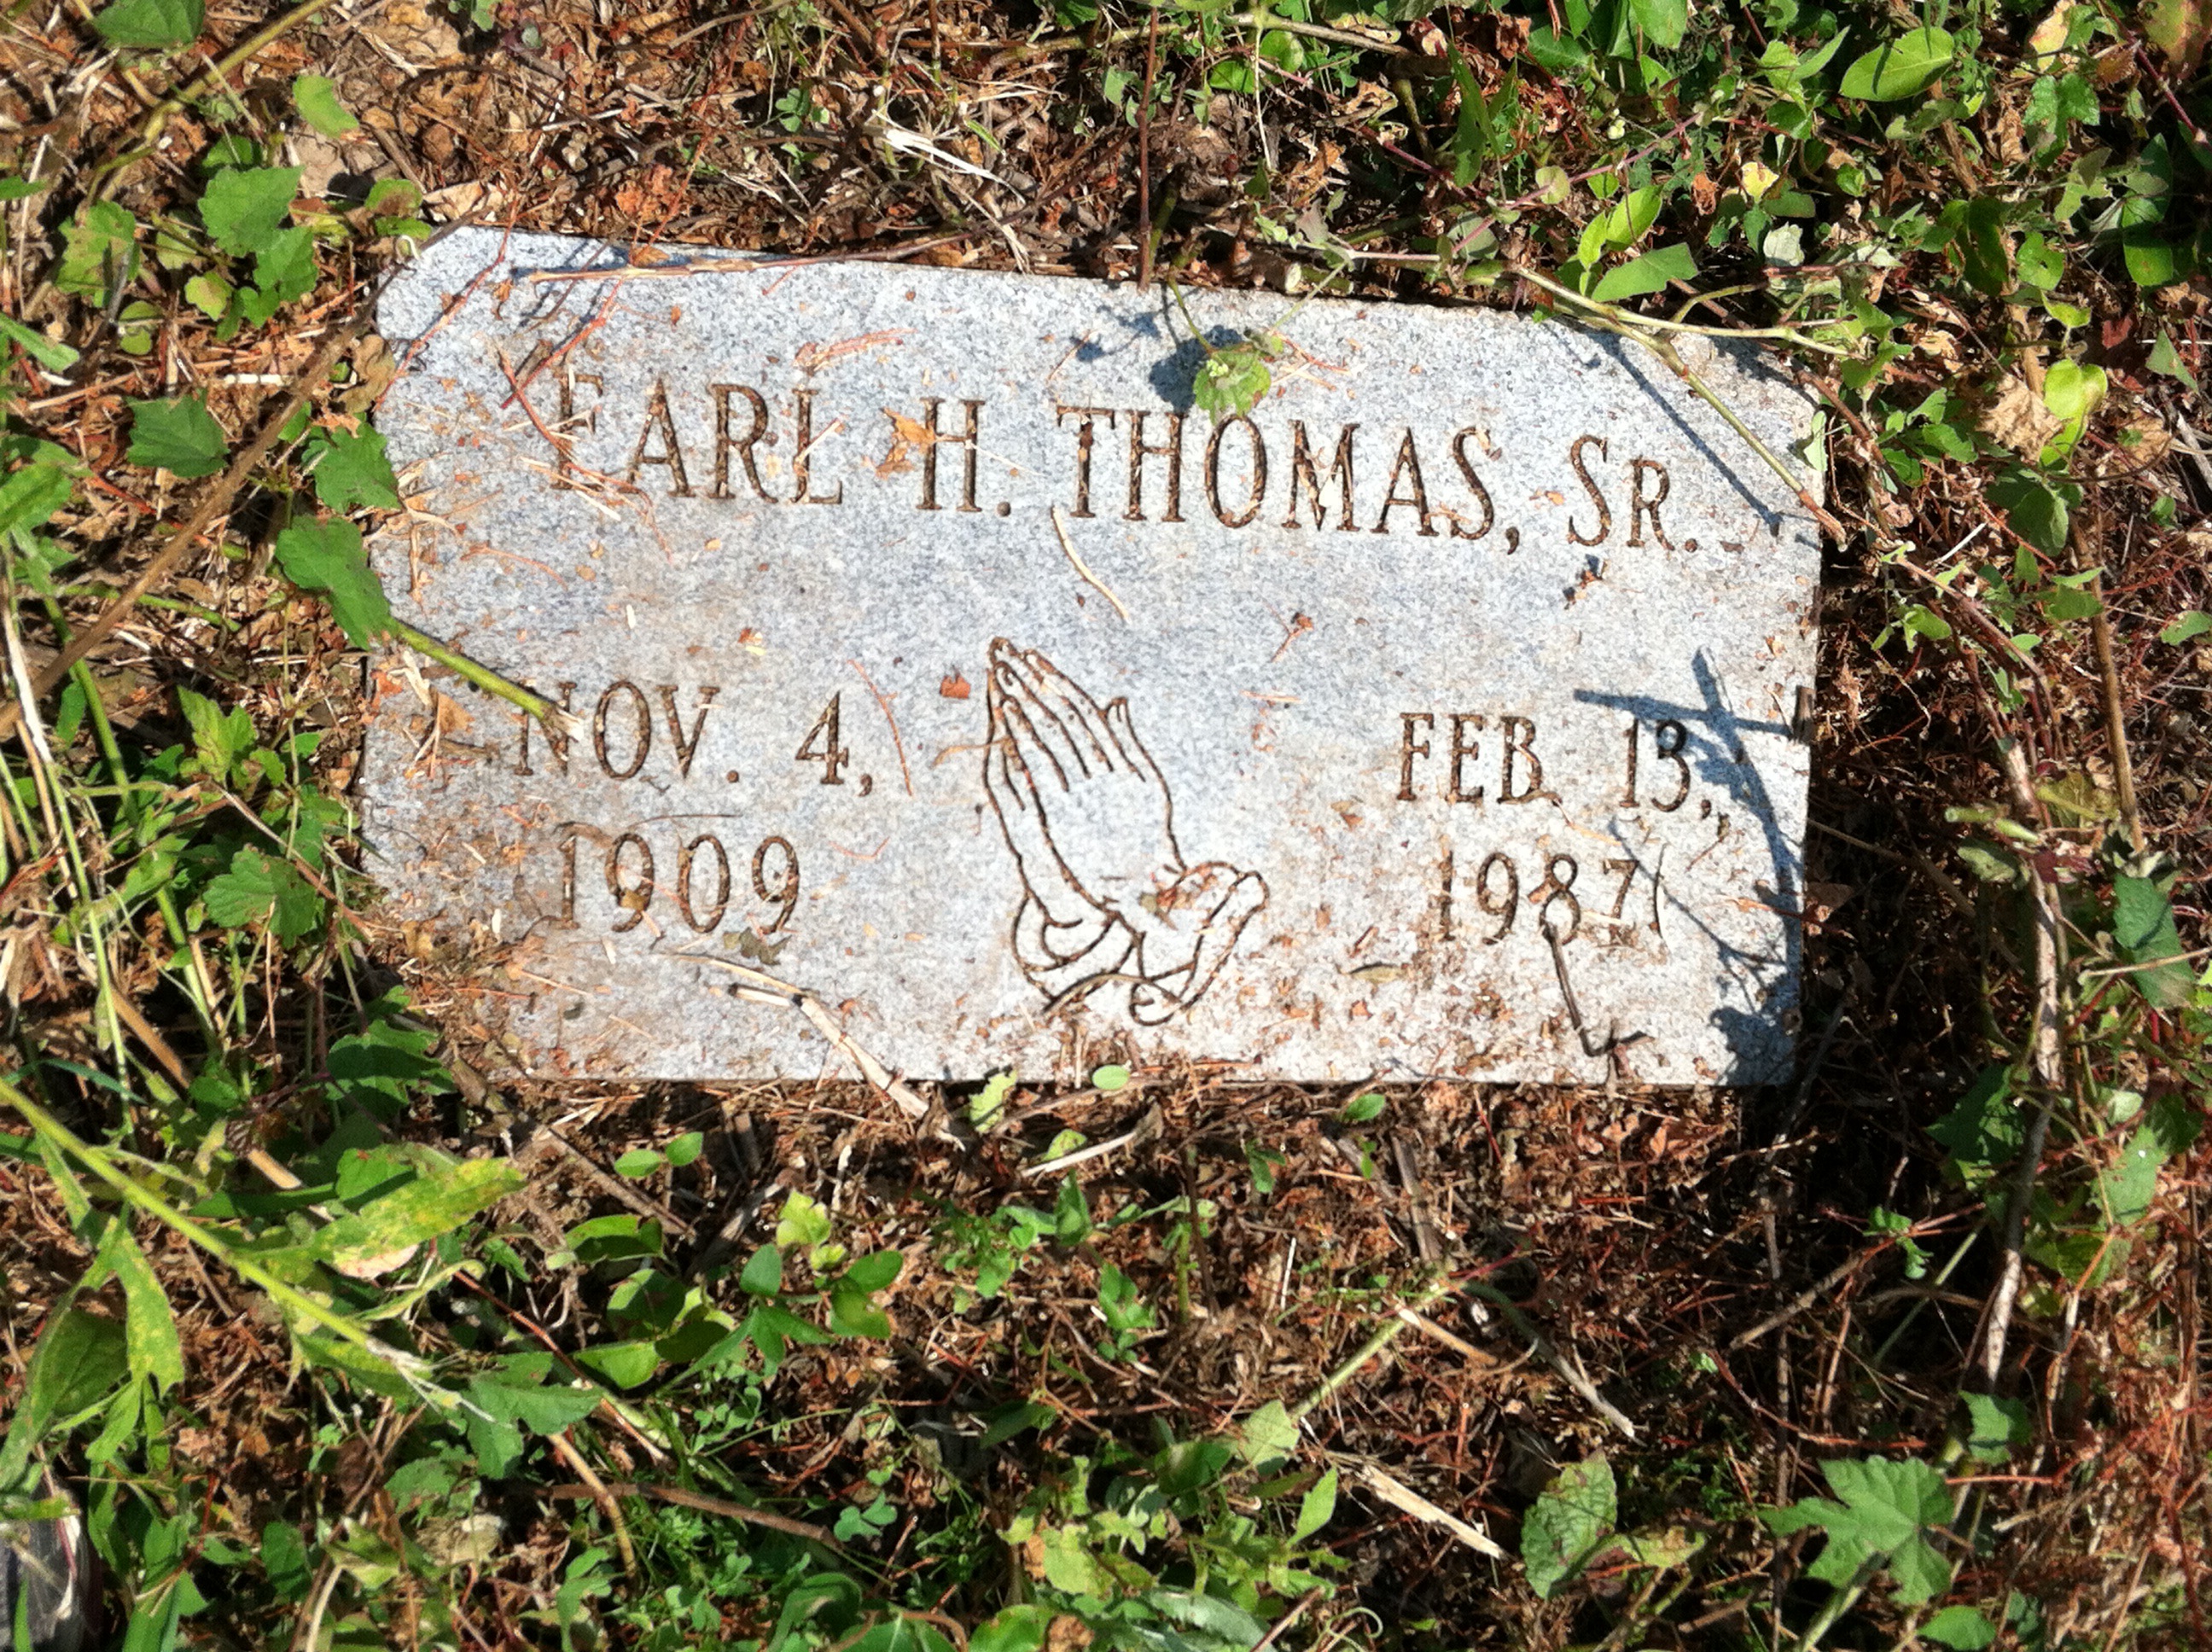 EARL H. THOMAS, SR.
NOV. 4,
1909
FEB. 13,
1987